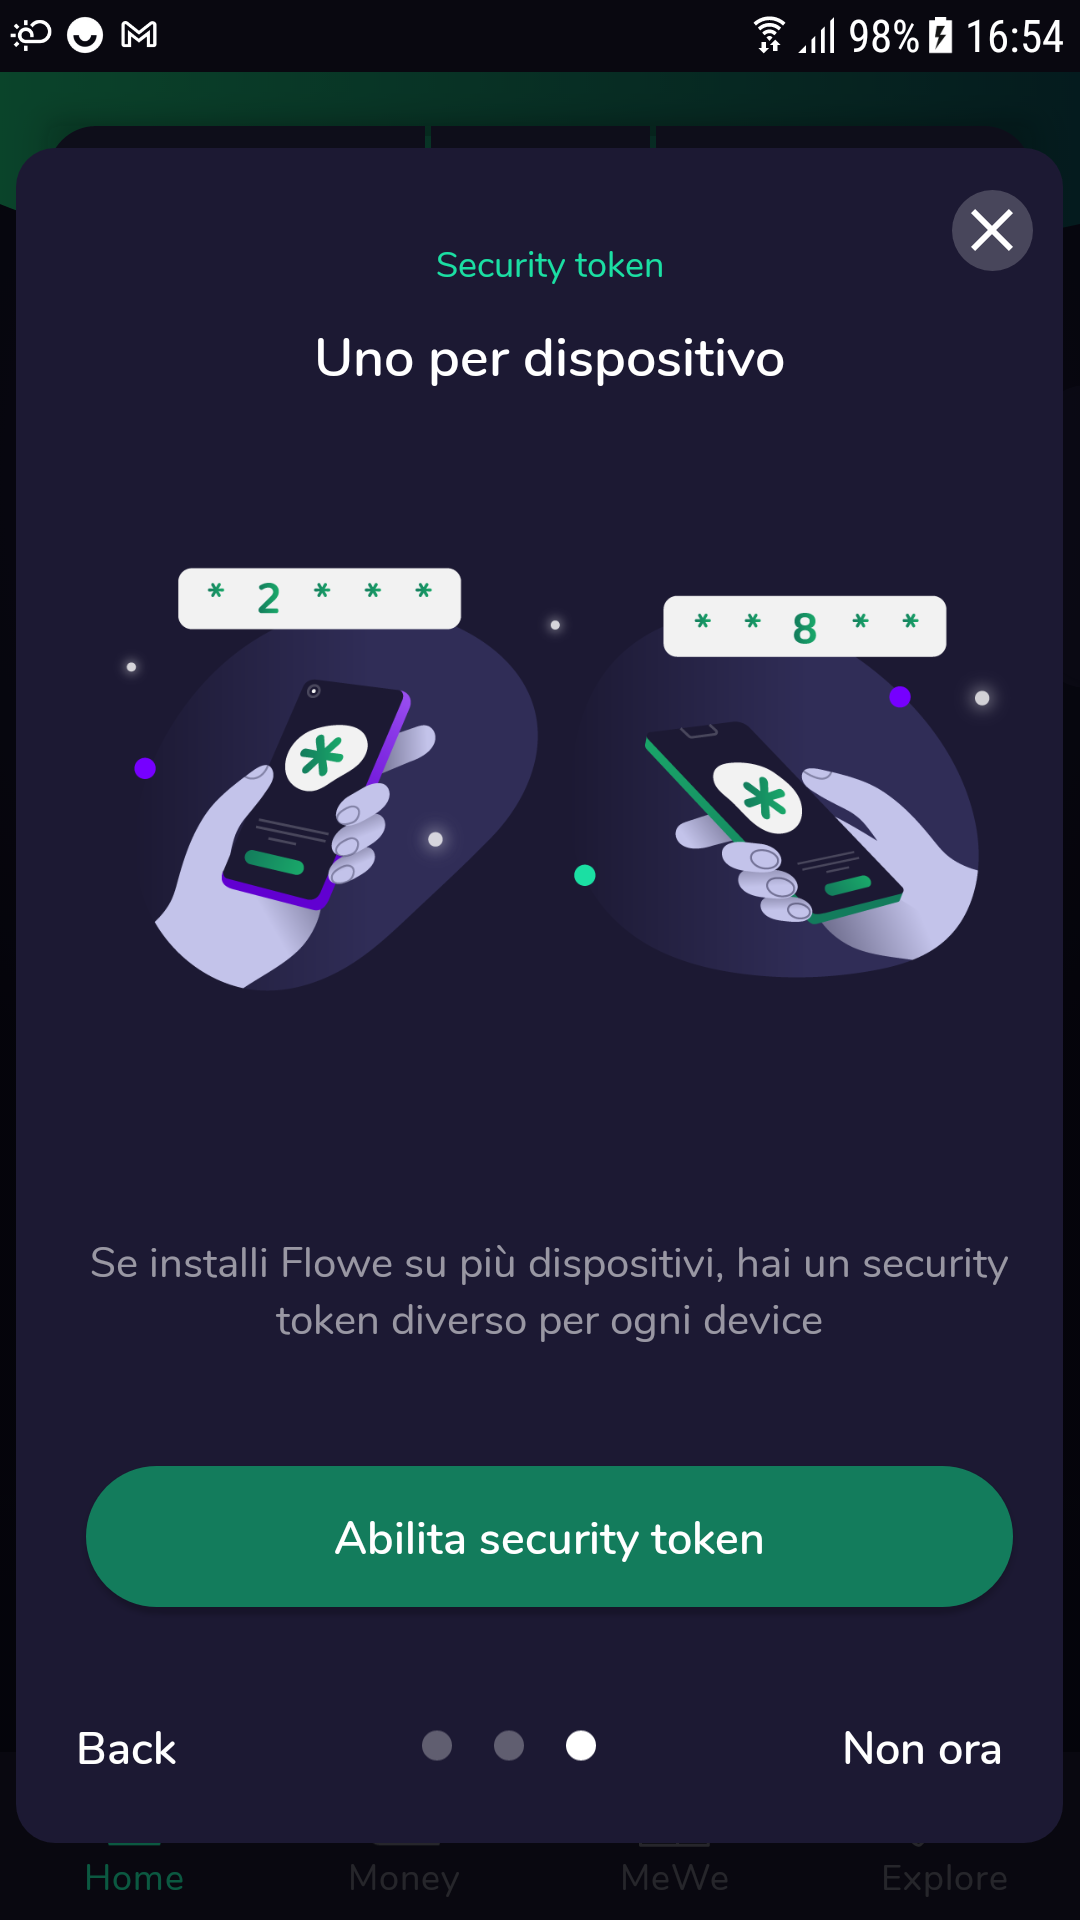 98% 16:54
Security token
Uno per dispositivo
* 2 * * *
* * 8 * *
Se installi Flowe su più dispositivi, hai un security
token diverso per ogni device
Abilita security token
Back Non ora
Home Money MeWe Explore